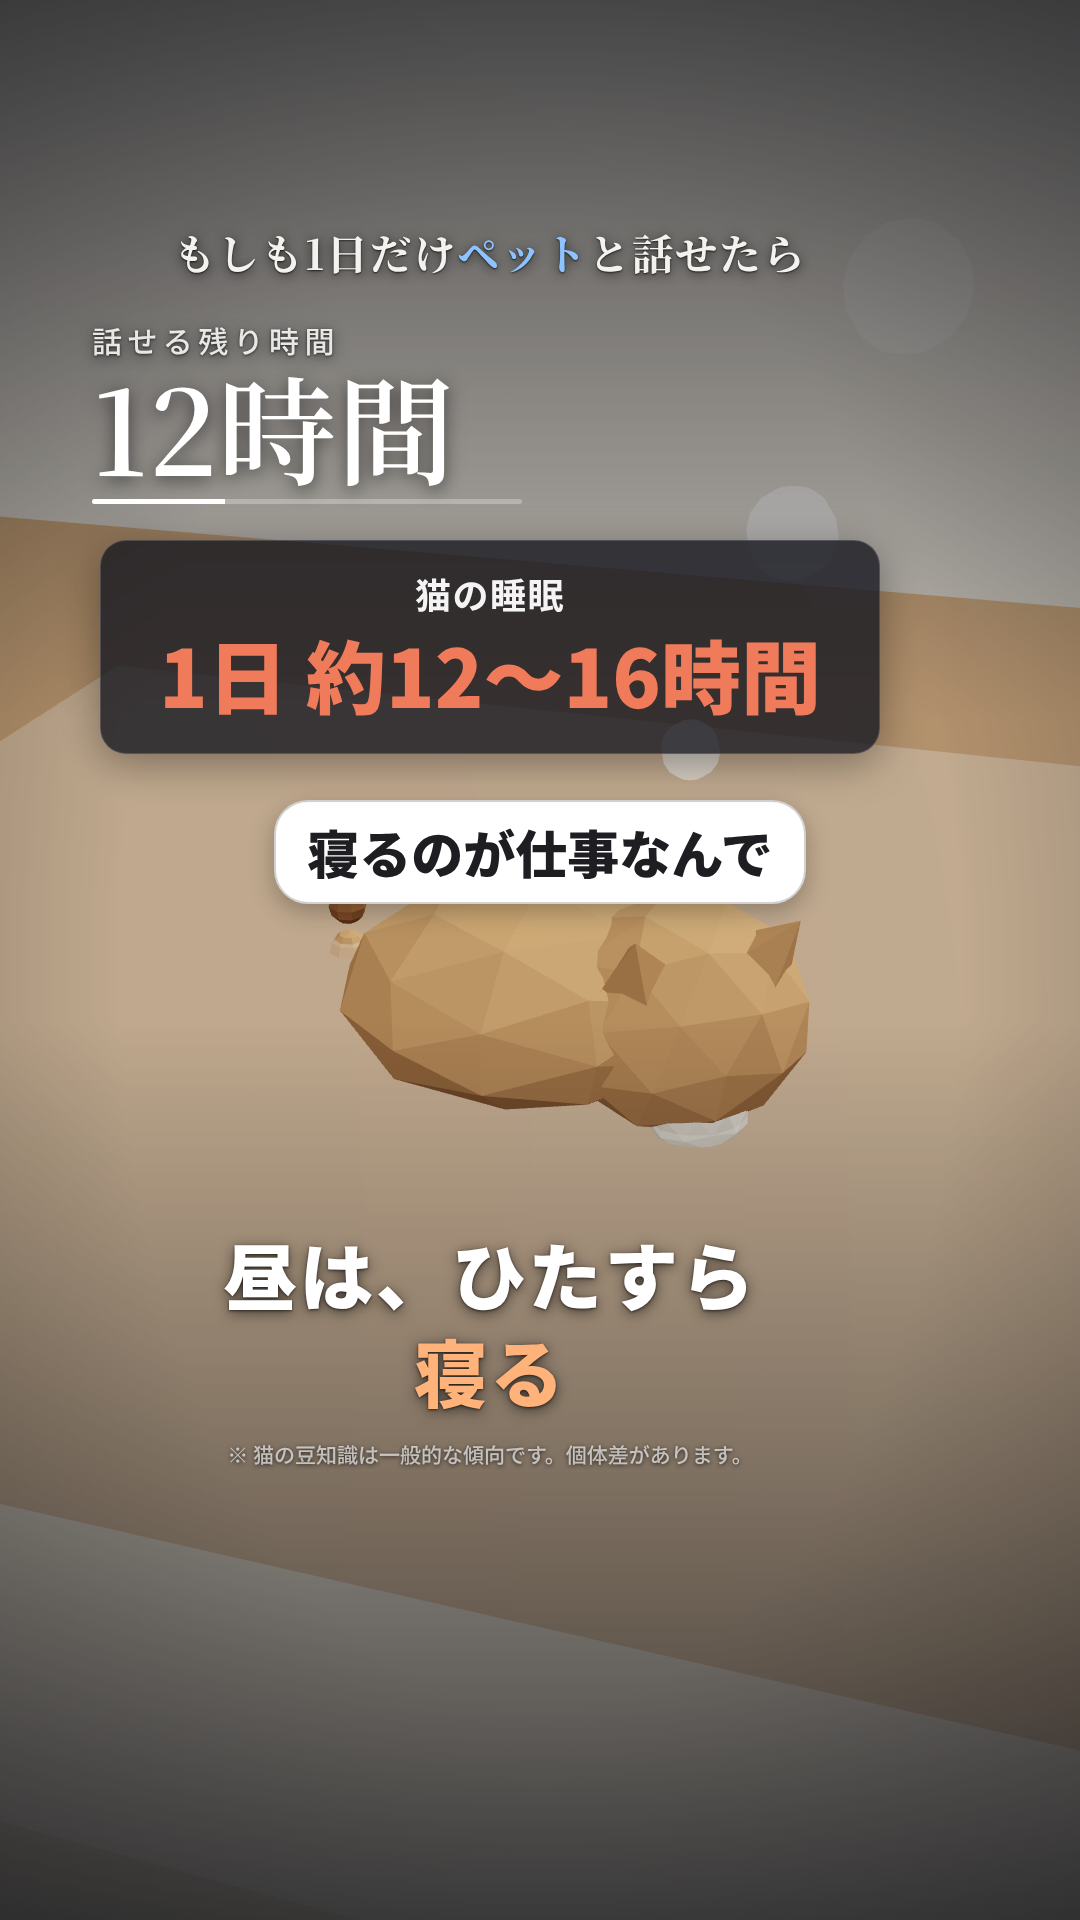 もしも1日だけペットと話せたら
話せる残り時間
12時間
猫の睡眠
1日 約12〜16時間
寝るのが仕事なんで
昼は、ひたすら
寝る
※ 猫の豆知識は一般的な傾向です。個体差があります。